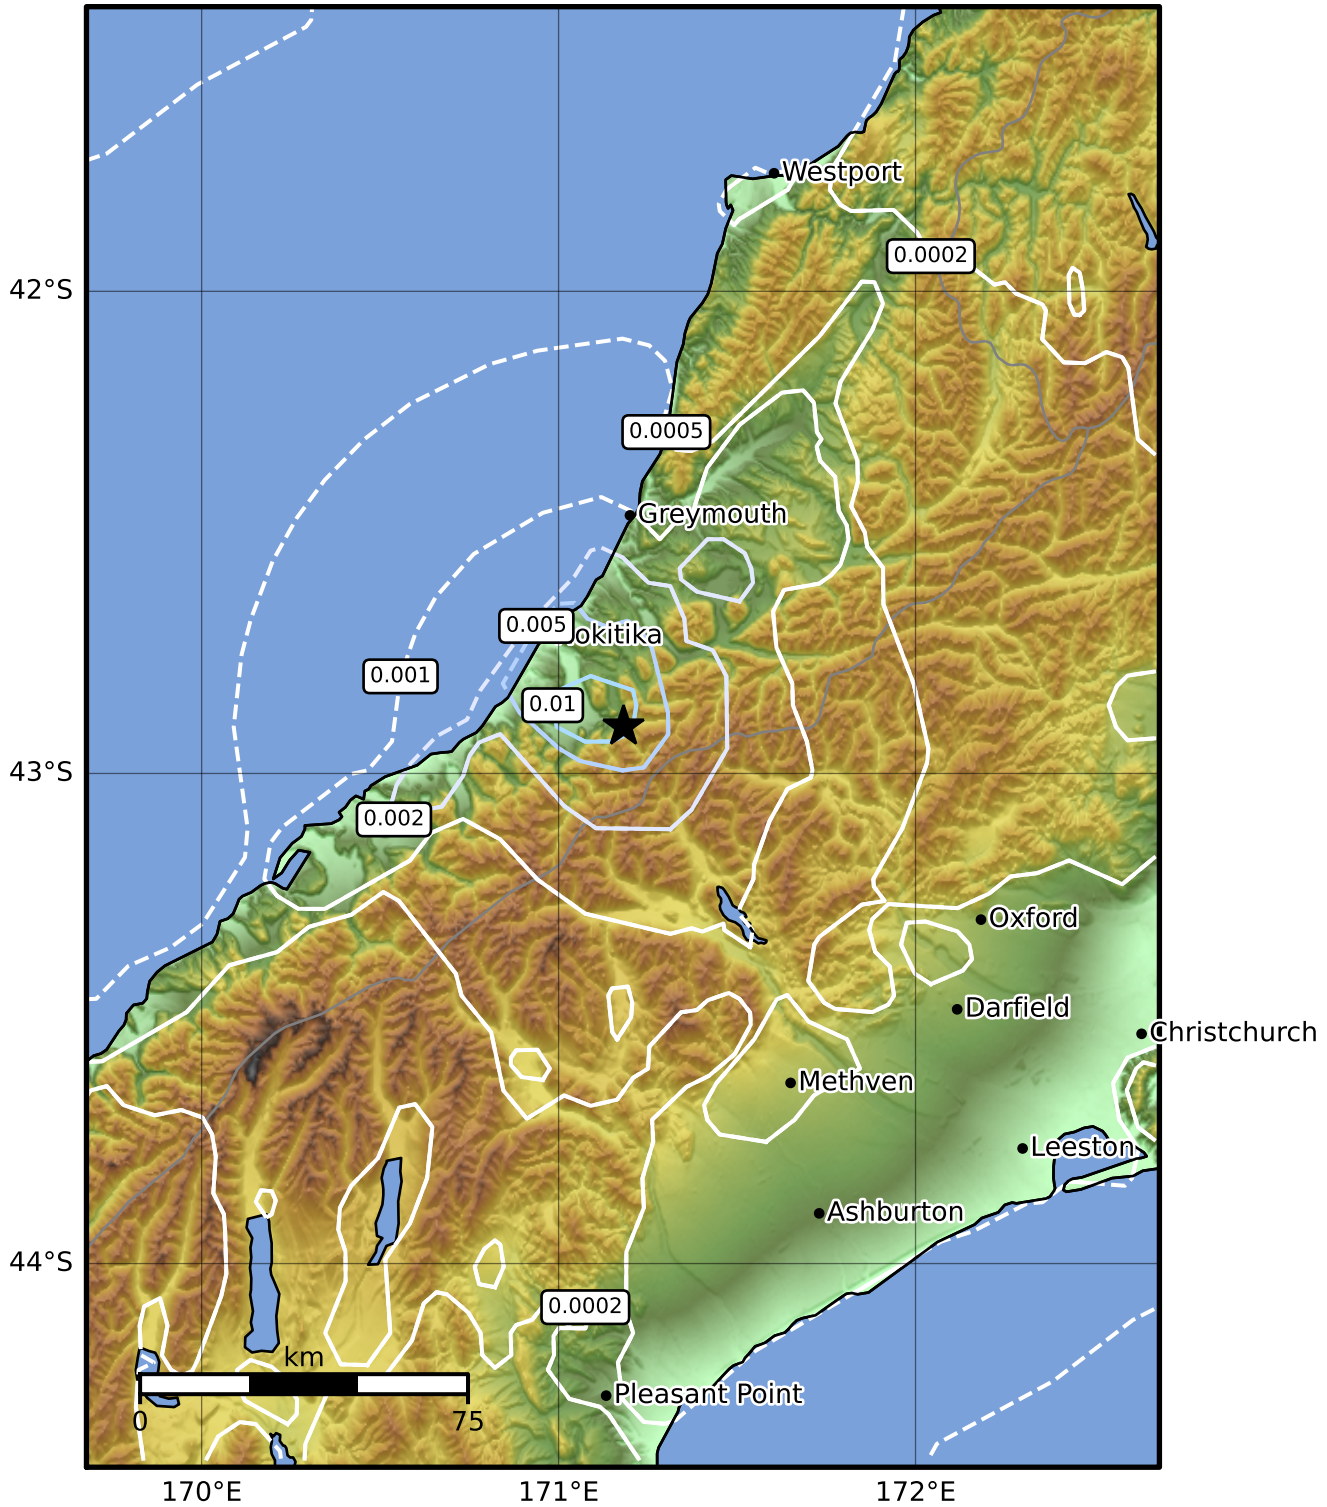 Westport
0.0002
42°S
0.0005
Greymouth
0.005
okitika
0.001
0.01
43°S
0.002
Oxford
Darfield
Christchurch
Methven
Leeston
Ashburton
44°S
0.0002
km
Pleasant Point
0 75
170°E 171°E 172°E